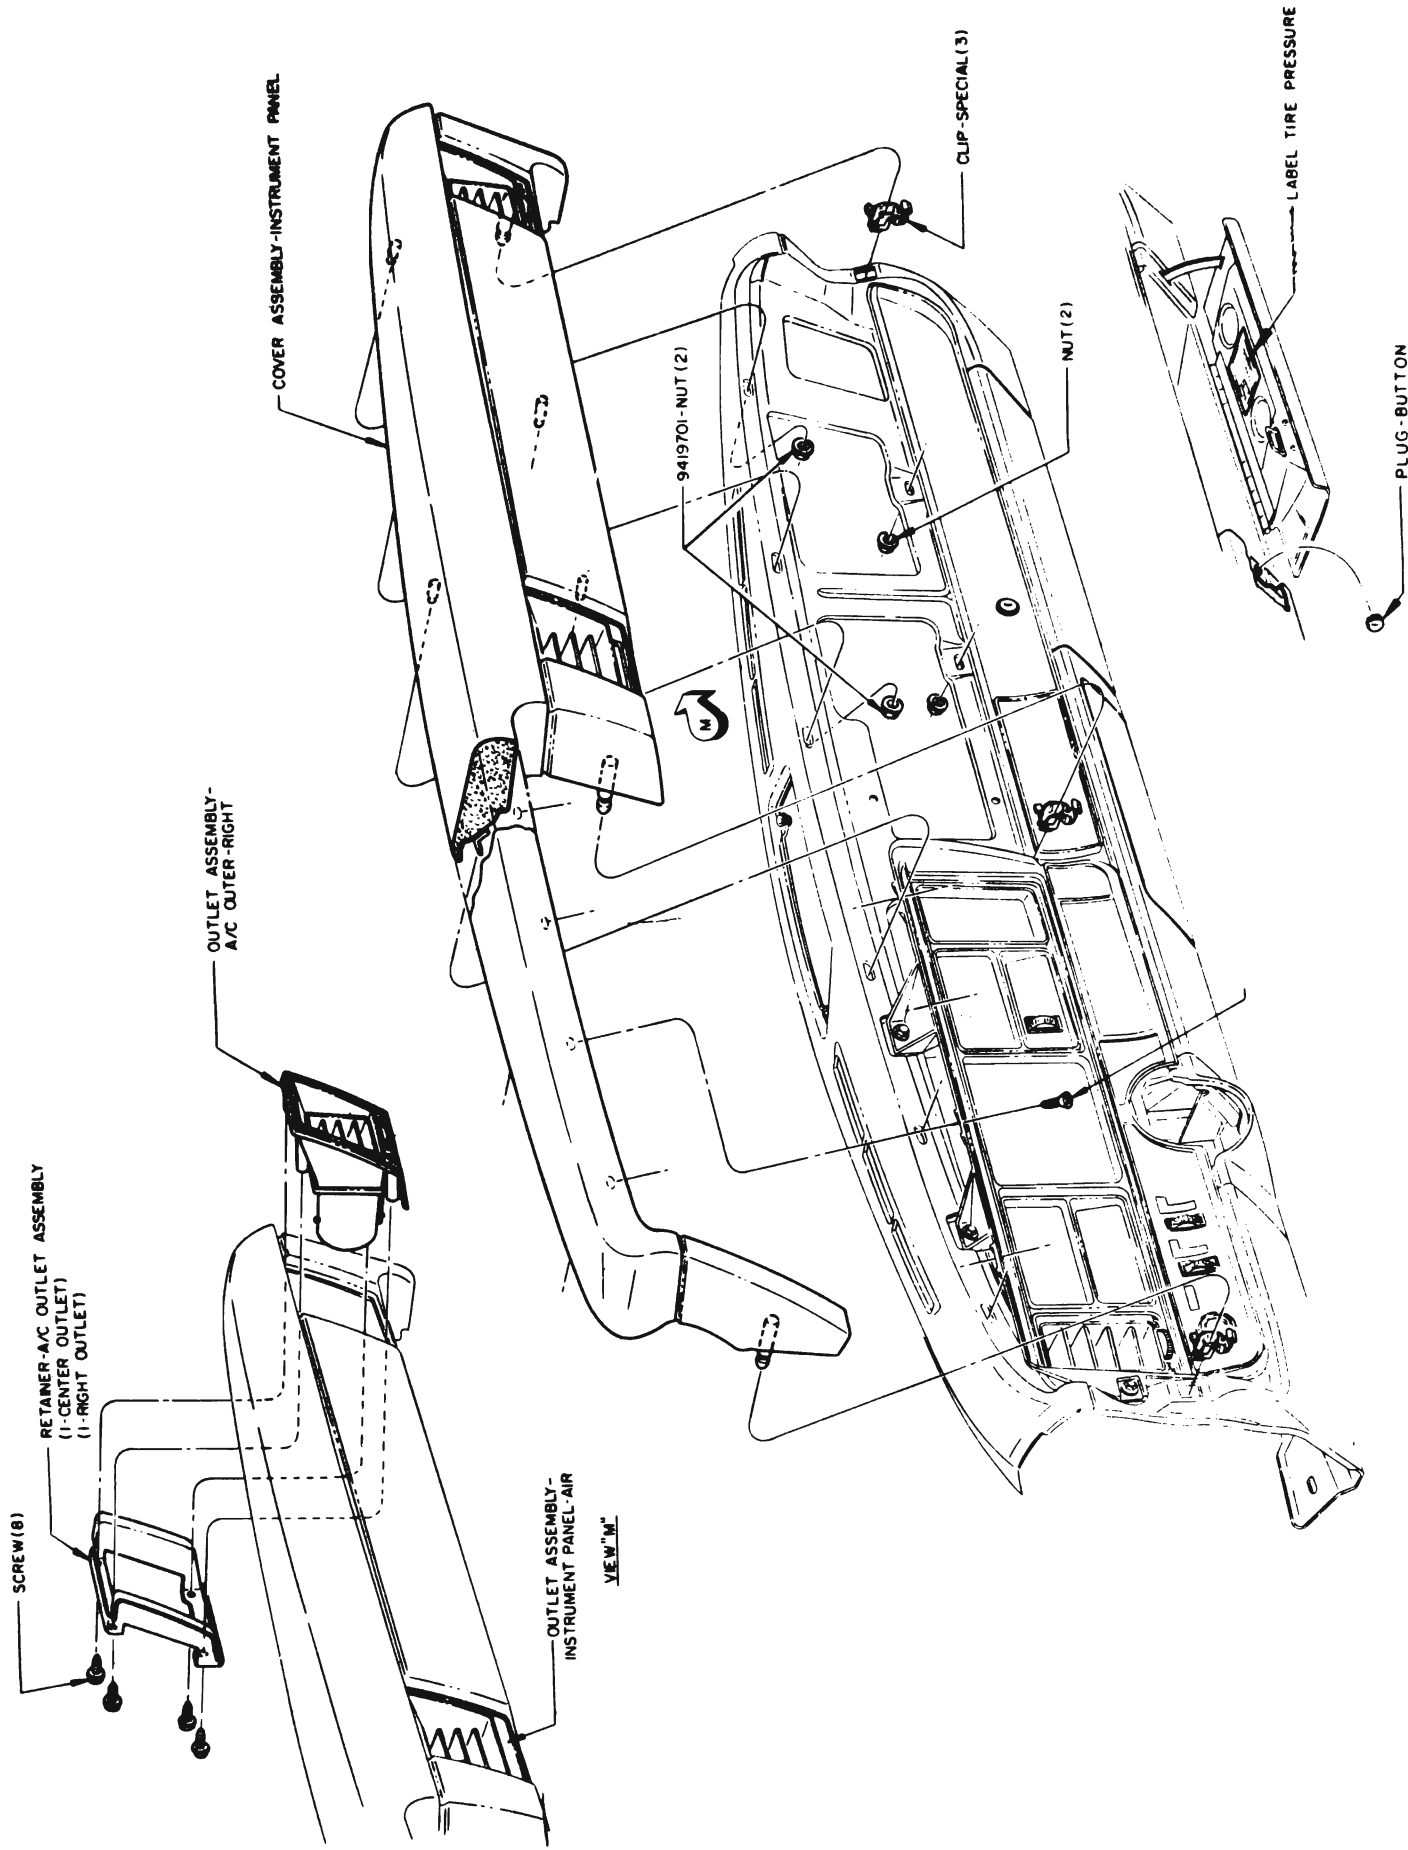 SCREW(8)
RETAINER-A/C OUTLET ASSEMBLY
(1-CENTER OUTLET)
(1-RIGHT OUTLET)
OUTLET ASSEMBLY-
A/C OUTER-RIGHT
COVER ASSEMBLY-INSTRUMENT PANEL
OUTLET ASSEMBLY-
INSTRUMENT PANEL-AIR
VIEW"M"
M
9419701-NUT(2)
CLIP-SPECIAL(3)
NUT(2)
LABEL TIRE PRESSURE
PLUG-BUTTON